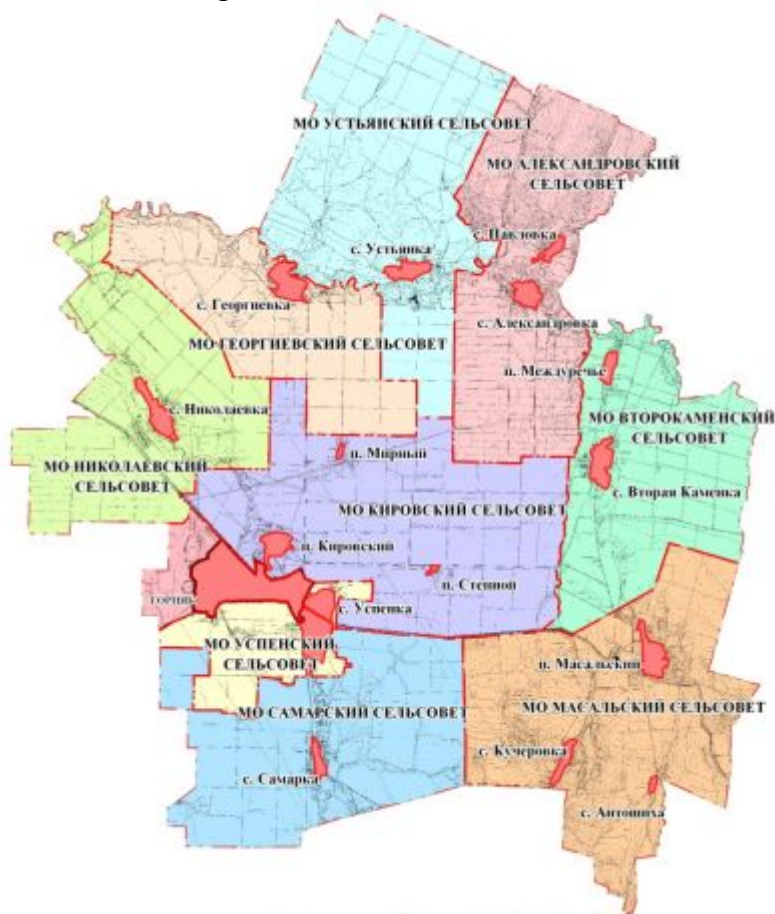 МО УСТЬЯНСКИЙ СЕЛЬСОВЕТ
МО АЛЕКСАНДРОВСКИЙ
СЕЛЬСОВЕТ
с. Павловка
с. Устьянка
с. Георгиевка
с. Александровка
МО ГЕОРГИЕВСКИЙ СЕЛЬСОВЕТ
п. Междуречье
с. Николаевка
МО ВТОРОКАМЕНСКИЙ
СЕЛЬСОВЕТ
п. Мирный
МО НИКОЛАЕВСКИЙ
СЕЛЬСОВЕТ
с. Вторая Каменка
МО КИРОВСКИЙ СЕЛЬСОВЕТ
п. Кировский
п. Степной
с. Успенка
МО УСПЕНСКИЙ
СЕЛЬСОВЕТ
п. Масальский
МО САМАРСКИЙ СЕЛЬСОВЕТ
МО МАСАЛЬСКИЙ СЕЛЬСОВЕТ
с. Кучеровка
с. Самарка
с. Антошиха